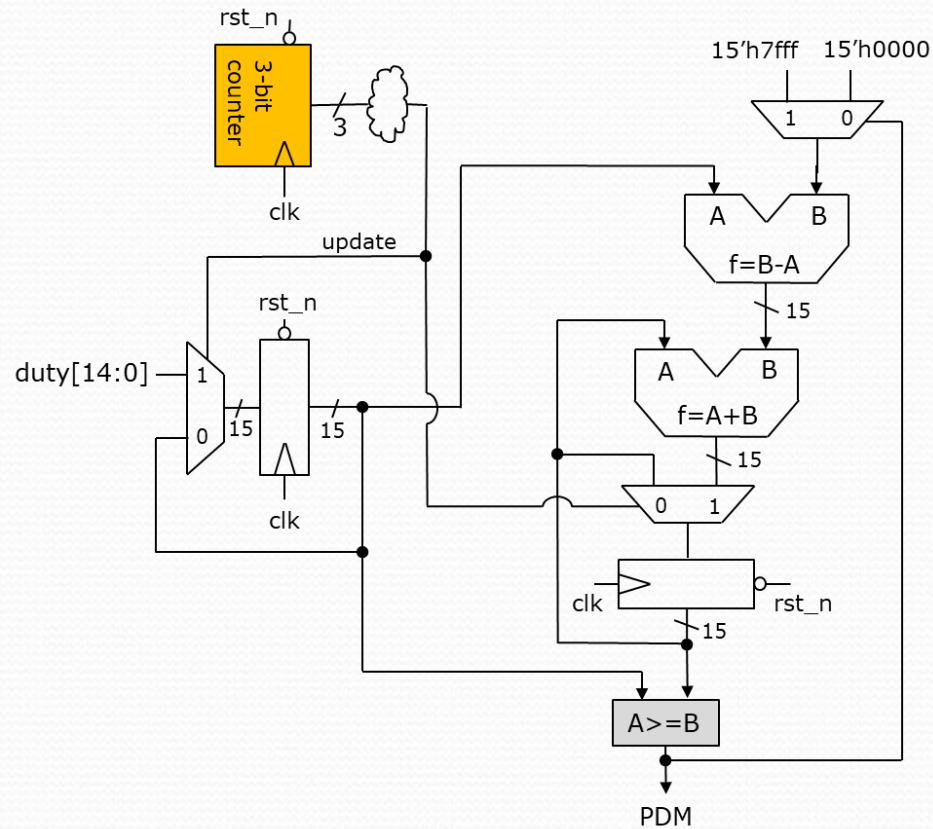 rst_n
15'h7fff 15'h0000
3-bit
counter
1 0
3
clk
A B
update
f=B-A
rst_n
15
duty[14:0]
1
A B
15
15
0
f=A+B
15
clk
0 1
clk
rst_n
15
A>=B
PDM